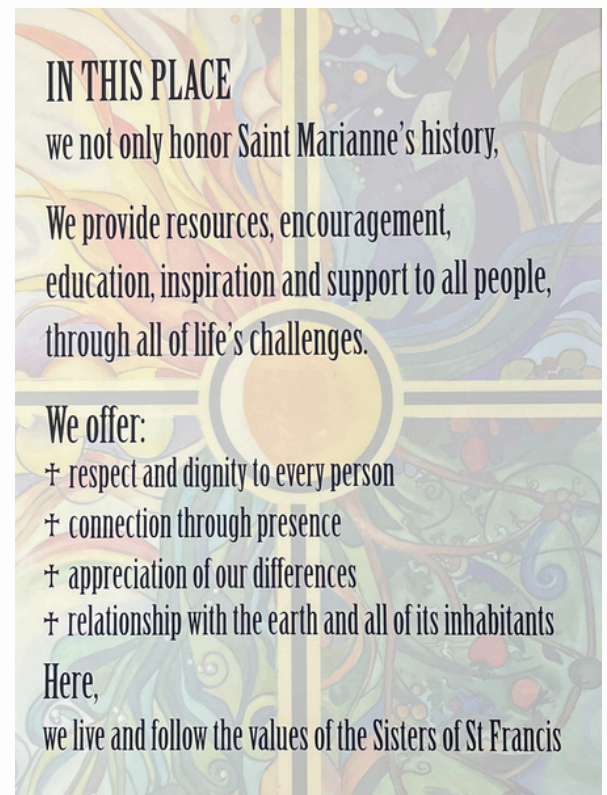 IN THIS PLACE
we not only honor Saint Marianne's history,
We provide resources, encouragement,
education, inspiration and support to all people,
through all of life's challenges.
We offer:
† respect and dignity to every person
† connection through presence
† appreciation of our differences
† relationship with the earth and all of its inhabitants
Here,
we live and follow the values of the Sisters of St Francis